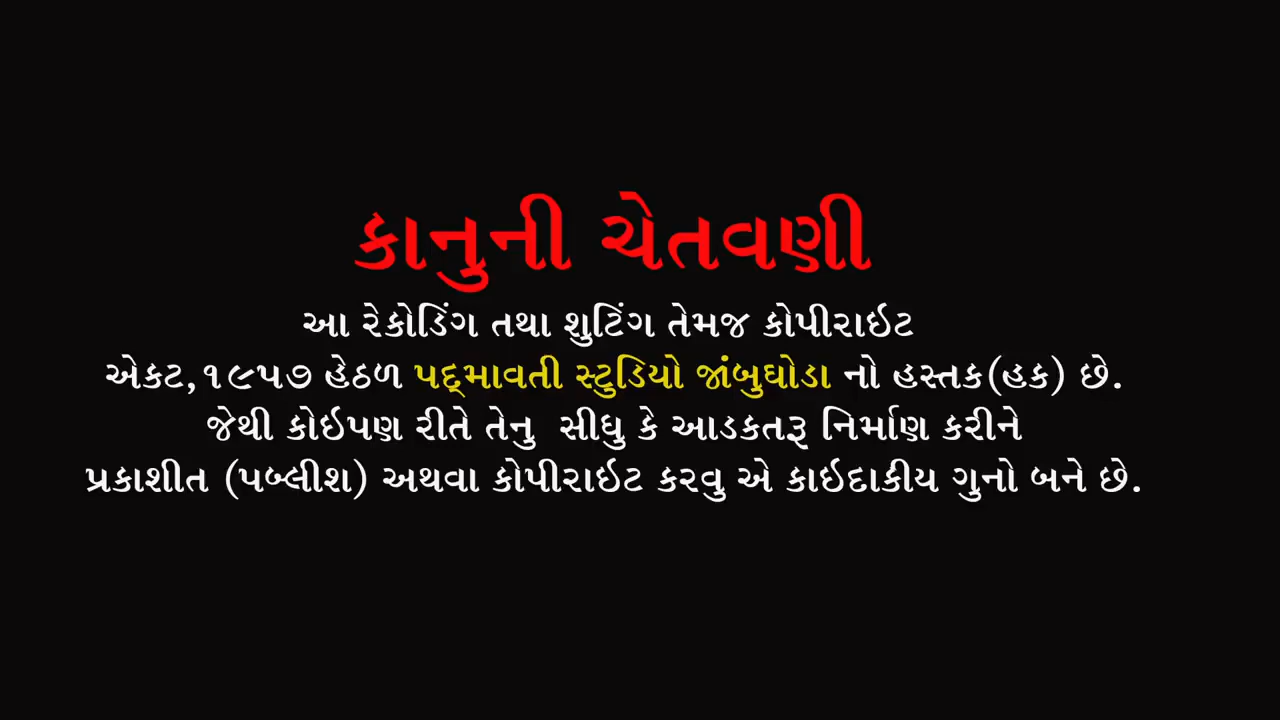 કાનુની ચેતવણી
આ રેકોડિંગ તથા શુટિંગ તેમજ કોપીરાઇટ
એકટ,૧૯૫૭ હેઠળ પદ્‌માવતી સ્ટુડિયો જાંબુઘોડા નો હસ્તક(હક) છે.
જેથી કોઇપણ રીતે તેનુ સીધુ કે આડકતરૂ નિર્માણ કરીને
પ્રકાશીત (પબ્લીશ) અથવા કોપીરાઇટ કરવુ એ કાઇદાકીય ગુનો બને છે.